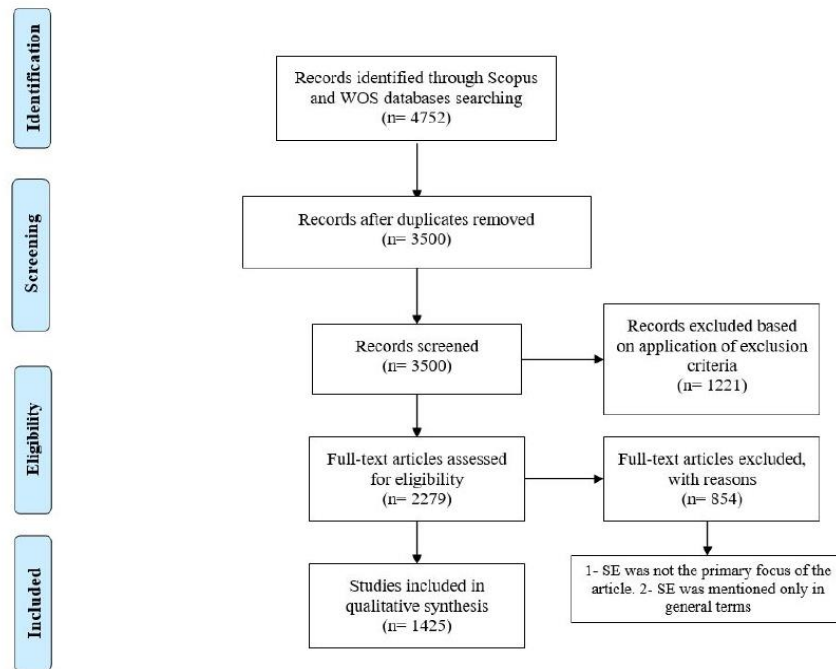 Identification
Records identified through Scopus
and WOS databases searching
(n= 4752)
Screening
Records after duplicates removed
(n= 3500)
Records screened
(n= 3500)
Records excluded based
on application of exclusion
criteria
(n= 1221)
Eligibility
Full-text articles assessed
for eligibility
(n= 2279)
Full-text articles excluded,
with reasons
(n= 854)
Included
Studies included in
qualitative synthesis
(n= 1425)
1- SE was not the primary focus of the
article. 2- SE was mentioned only in
general terms